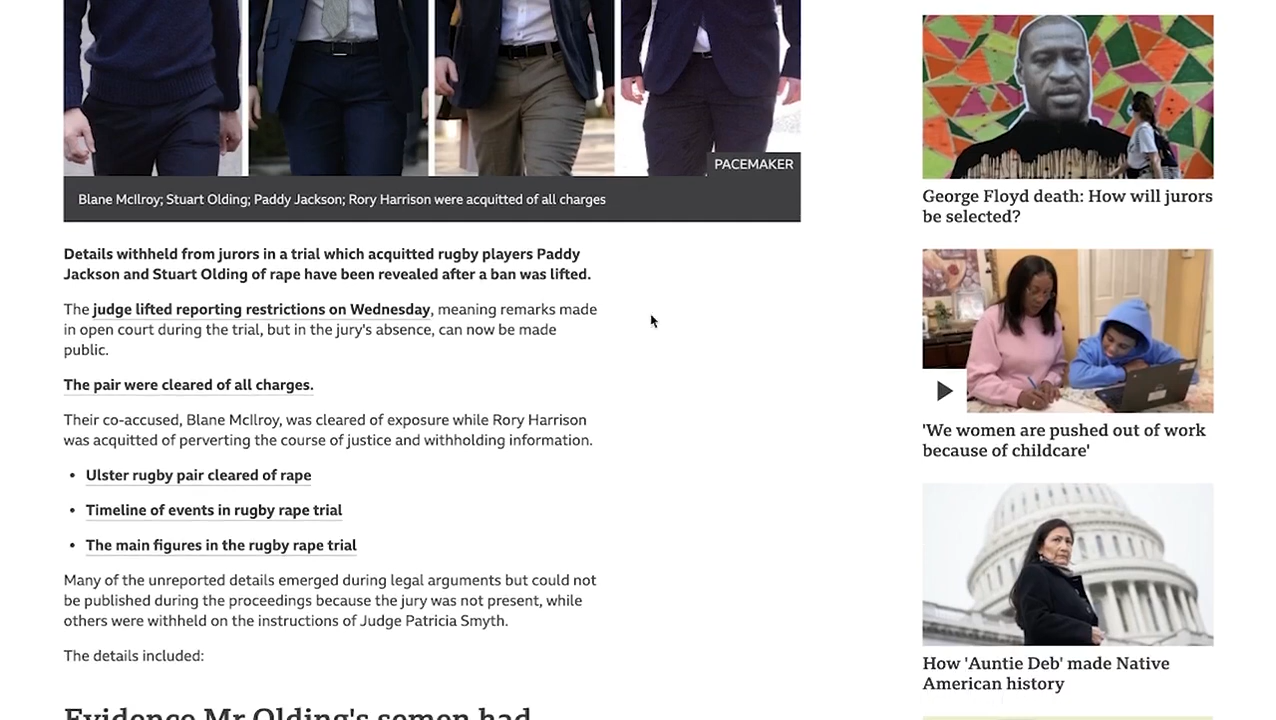 PACEMAKER
Blane McIlroy; Stuart Olding; Paddy Jackson; Rory Harrison were acquitted of all charges
Details withheld from jurors in a trial which acquitted rugby players Paddy
Jackson and Stuart Olding of rape have been revealed after a ban was lifted.
The judge lifted reporting restrictions on Wednesday, meaning remarks made
in open court during the trial, but in the jury's absence, can now be made
public.
The pair were cleared of all charges.
Their co-accused, Blane McIlroy, was cleared of exposure while Rory Harrison
was acquitted of perverting the course of justice and withholding information.
• Ulster rugby pair cleared of rape
• Timeline of events in rugby rape trial
• The main figures in the rugby rape trial
Many of the unreported details emerged during legal arguments but could not
be published during the proceedings because the jury was not present, while
others were withheld on the instructions of Judge Patricia Smyth.
The details included:
Evidence Mr Olding's semen had
George Floyd death: How will jurors
be selected?
'We women are pushed out of work
because of childcare'
How 'Auntie Deb' made Native
American history